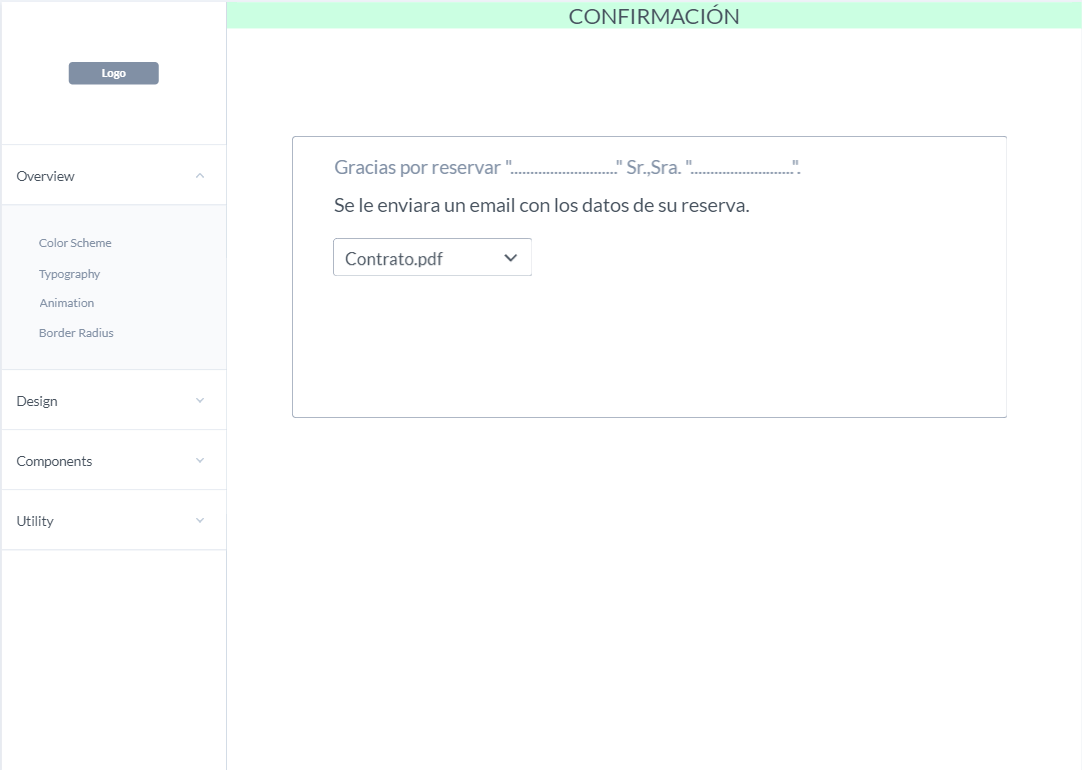 CONFIRMACIÓN
Logo
Overview
Color Scheme
Typography
Animation
Border Radius
Design
Components
Utility
Gracias por reservar "..........................." Sr.,Sra. "..........................".
Se le enviara un email con los datos de su reserva.
Contrato.pdf